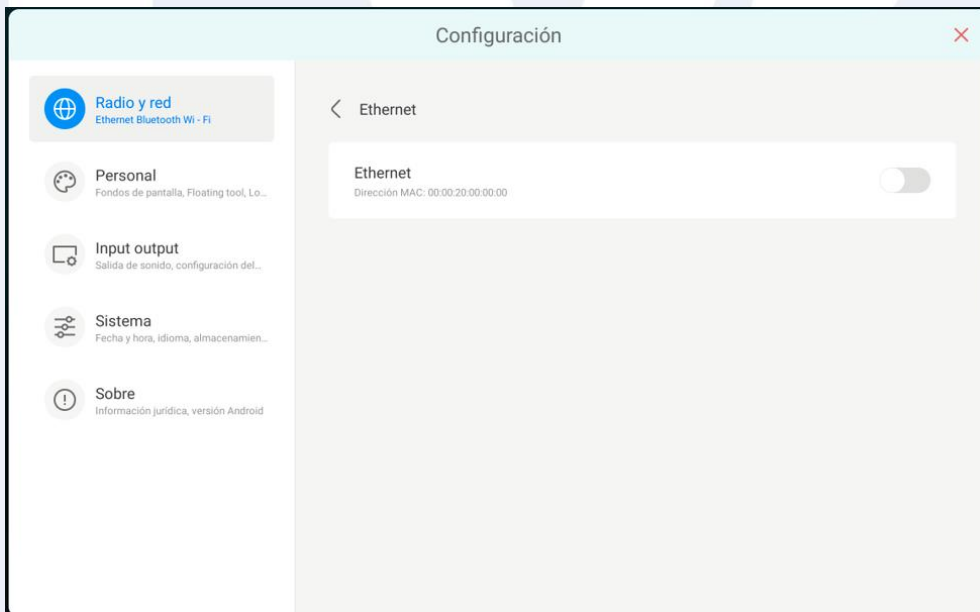 Configuración
Radio y red
Ethernet Bluetooth Wi - Fi
Personal
Fondos de pantalla, Floating tool, Lo...
Input output
Salida de sonido, configuración del...
Sistema
Fecha y hora, idioma, almacenamien...
Sobre
Información jurídica, versión Android
Ethernet
Ethernet
Dirección MAC: 00:00:20:00:00:00